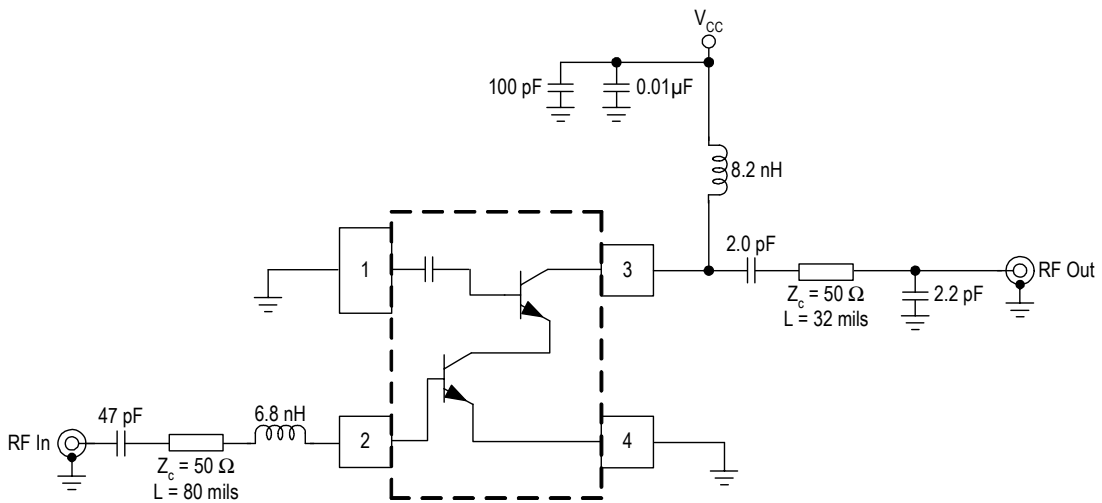 V_CC
100 pF
0.01µF
8.2 nH
1
3
2.0 pF
RF Out
Z_c = 50 Ω
L = 32 mils
2.2 pF
47 pF
6.8 nH
2
4
RF In
Z_c = 50 Ω
L = 80 mils